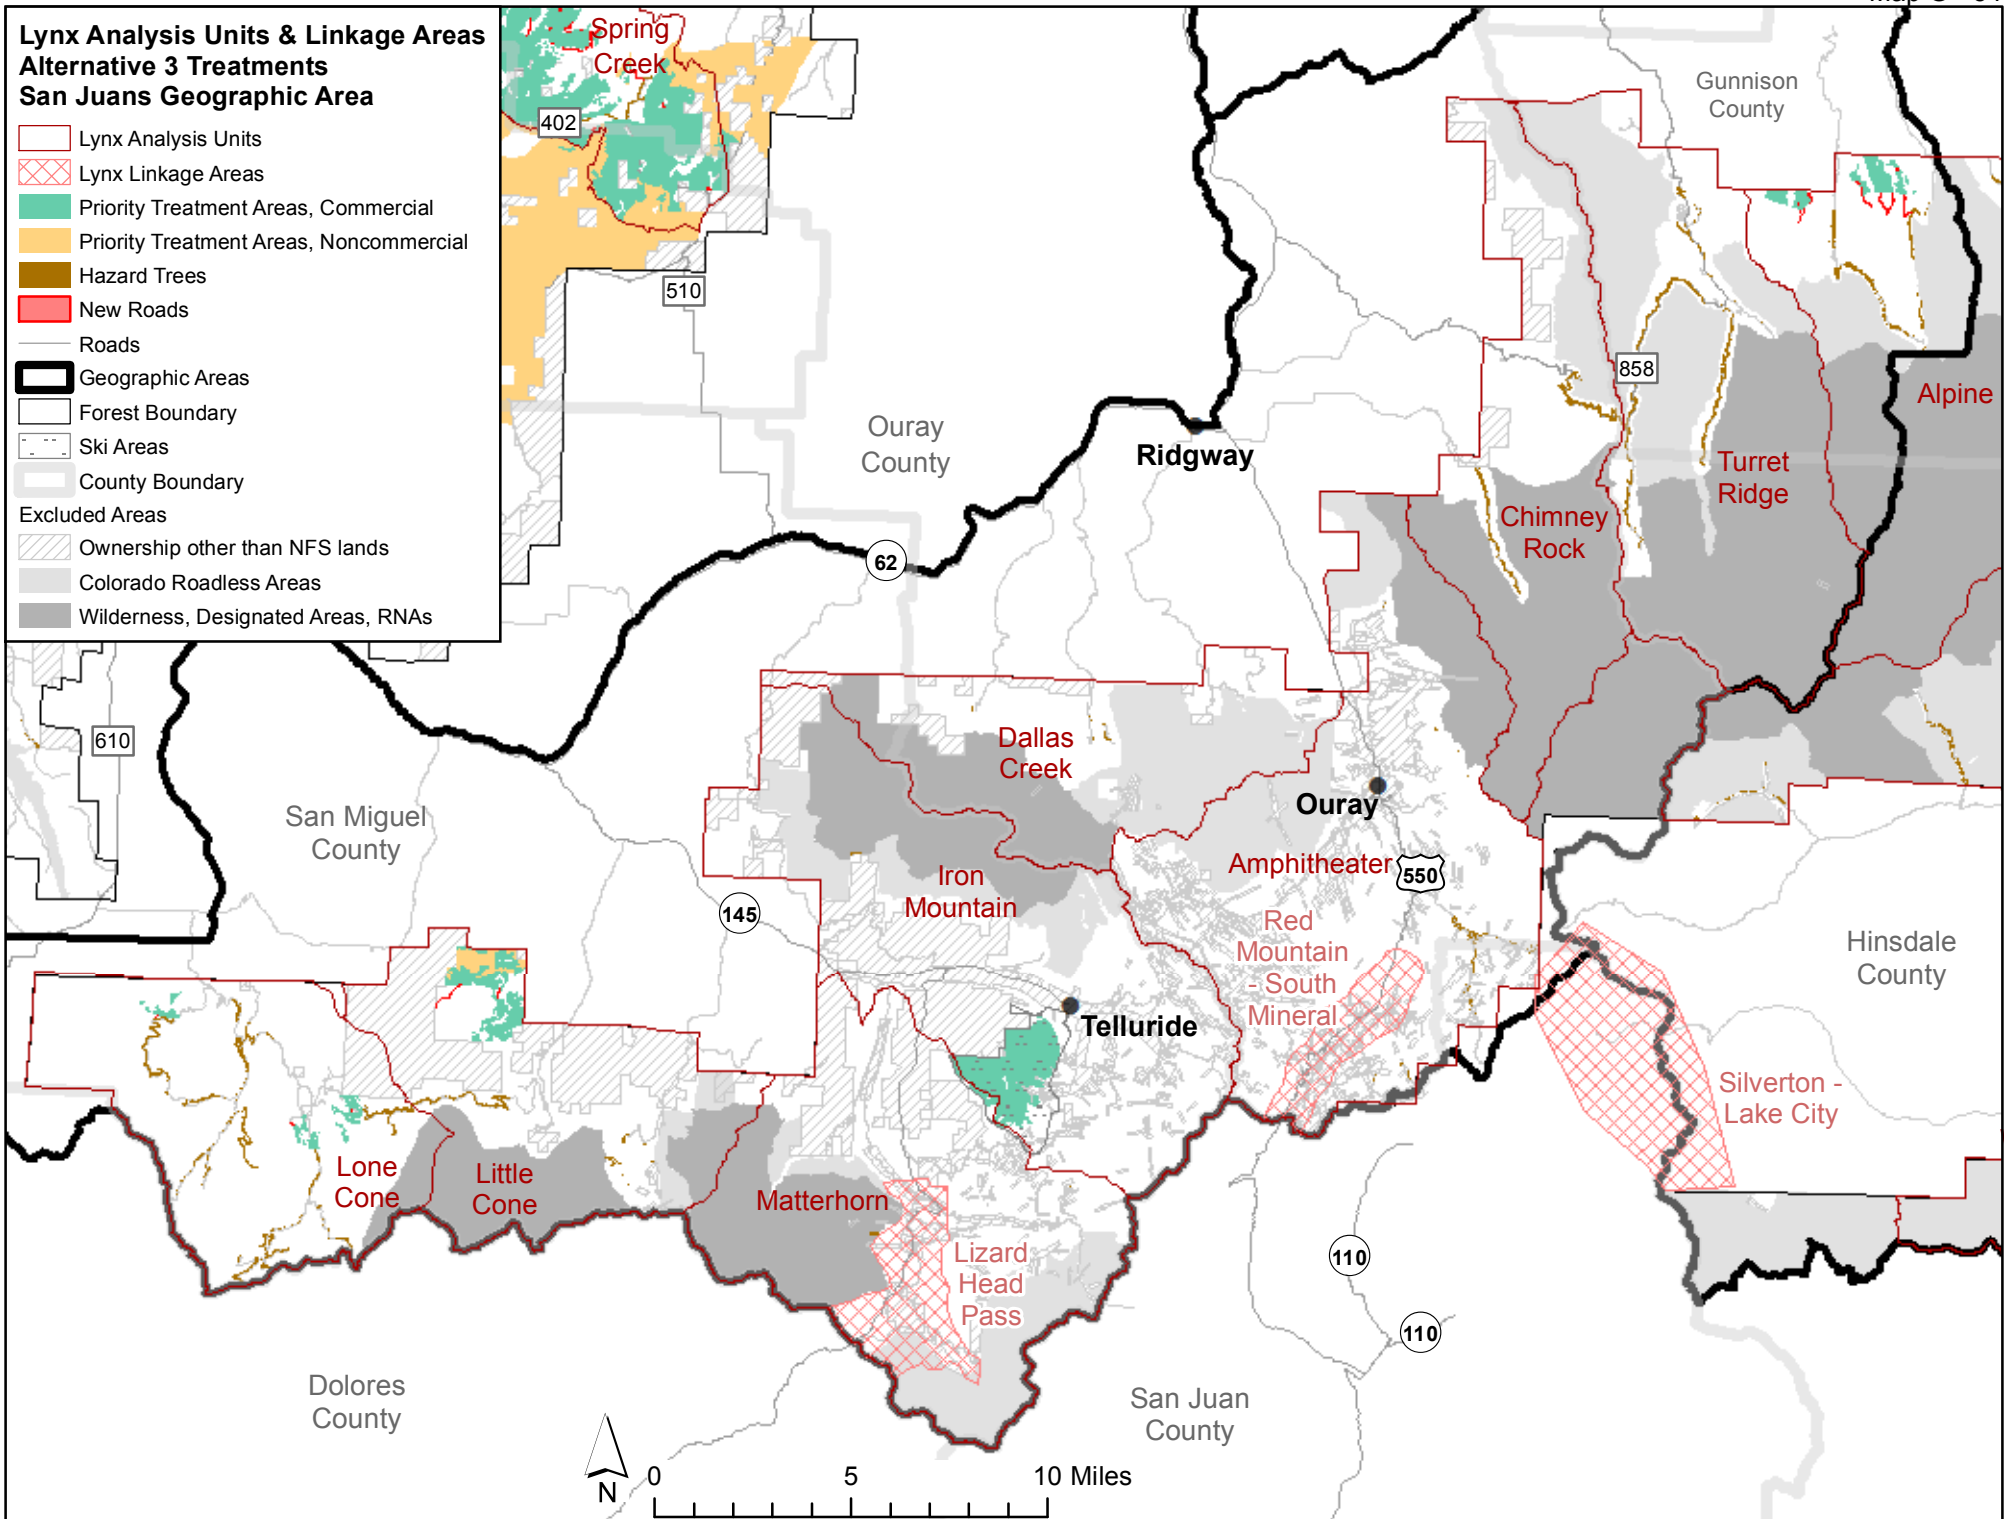 Lynx Analysis Units & Linkage Areas
Alternative 3 Treatments
San Juans Geographic Area
Lynx Analysis Units
Lynx Linkage Areas
Priority Treatment Areas, Commercial
Priority Treatment Areas, Noncommercial
Hazard Trees
New Roads
Roads
Geographic Areas
Forest Boundary
Ski Areas
County Boundary
Excluded Areas
Ownership other than NFS lands
Colorado Roadless Areas
Wilderness, Designated Areas, RNAs
Spring
Creek
402
510
Gunnison
County
858
Alpine
Ouray
County
Ridgway
Turret
Ridge
Chimney
Rock
62
610
Dallas
Creek
San Miguel
County
Ouray
Amphitheater
550
Iron
Mountain
145
Red
Mountain
- South
Mineral
Hinsdale
County
Telluride
Silverton -
Lake City
Lone
Cone
Little
Cone
Matterhorn
Lizard
Head
Pass
110
110
Dolores
County
San Juan
County
N
0 5 10 Miles